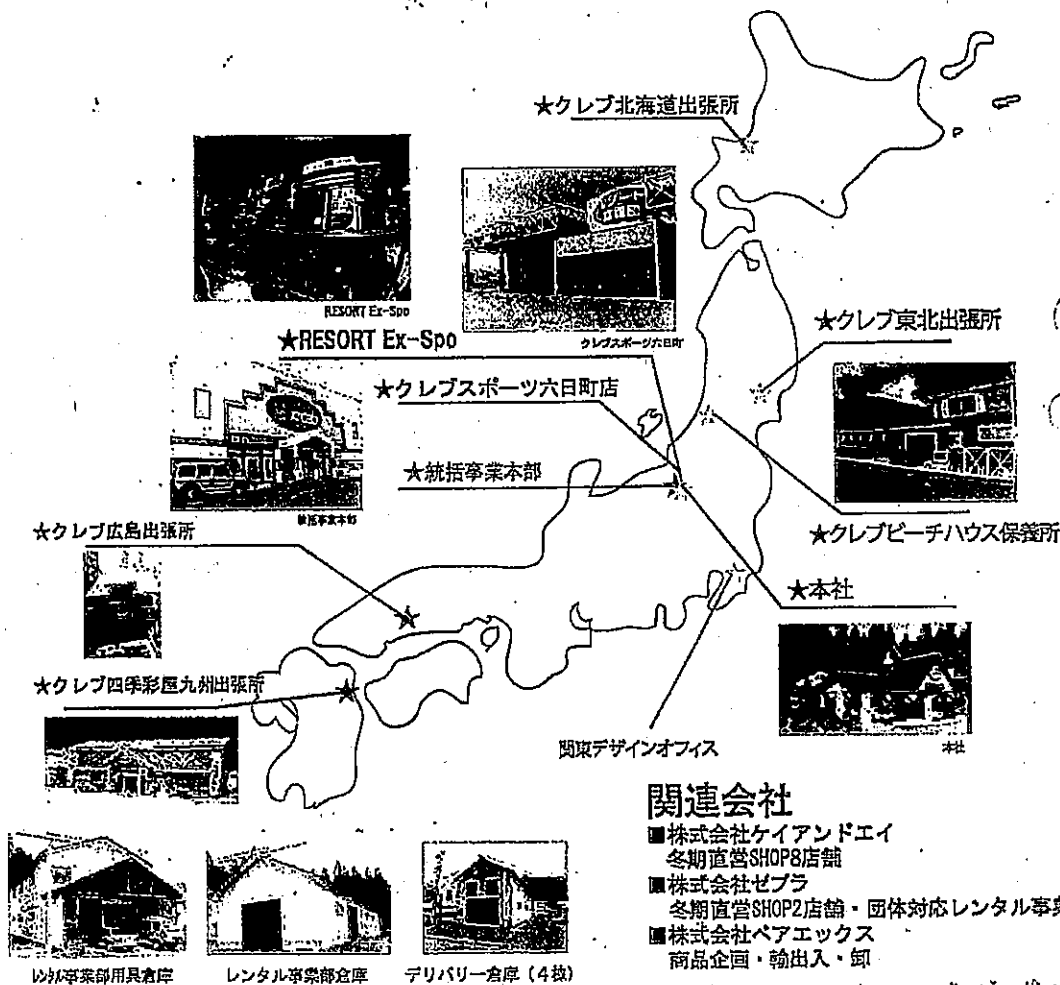 ★クレブ北海道出張所
RESORT Ex-Spo
★RESORT Ex-Spo
クレブスポーツ六日町
★クレブ東北出張所
★クレブスポーツ六日町店
★統括事業本部
統括事業本部
★クレブ広島出張所
★クレブビーチハウス保養所
★本社
本社
★クレブ四季彩屋九州出張所
関東デザインオフィス
関連会社
■株式会社ケイアンドエイ
冬期直営SHOP8店舗
■株式会社ゼブラ
冬期直営SHOP2店舗・団体対応レンタル事業
■株式会社ペアエックス
商品企画・輸出入・卸
レンタル事業部用具倉庫
レンタル事業部倉庫
デリバリー倉庫(4棟)